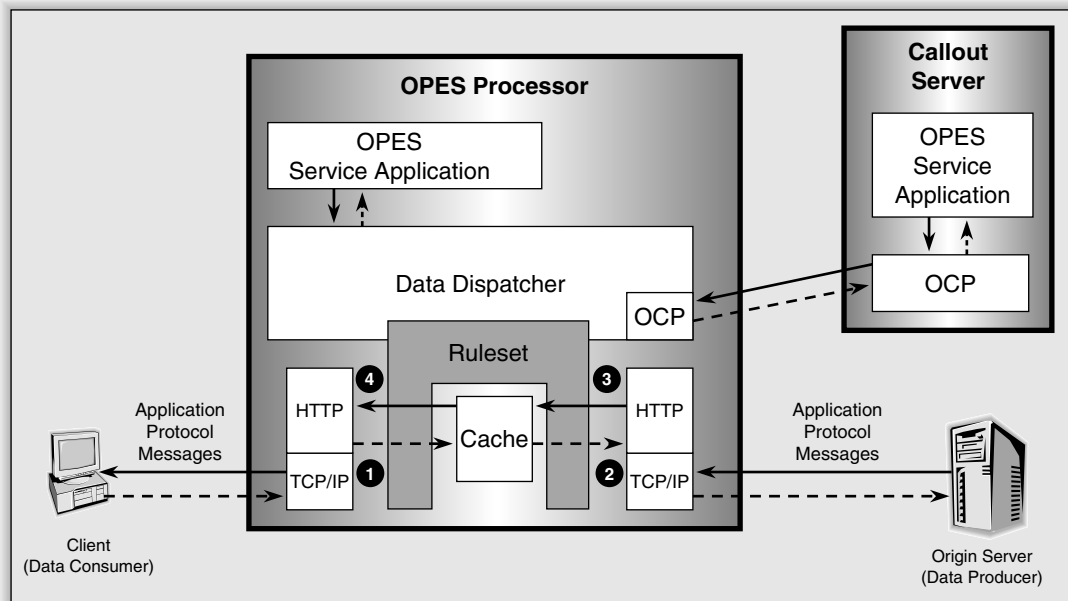 OPES Processor
OPES
Service Application
Data Dispatcher
OCP
Ruleset
4
3
HTTP
Cache
HTTP
1
2
TCP/IP
TCP/IP
Callout
Server
OPES
Service
Application
OCP
Application
Protocol
Messages
Client
(Data Consumer)
Application
Protocol
Messages
Origin Server
(Data Producer)